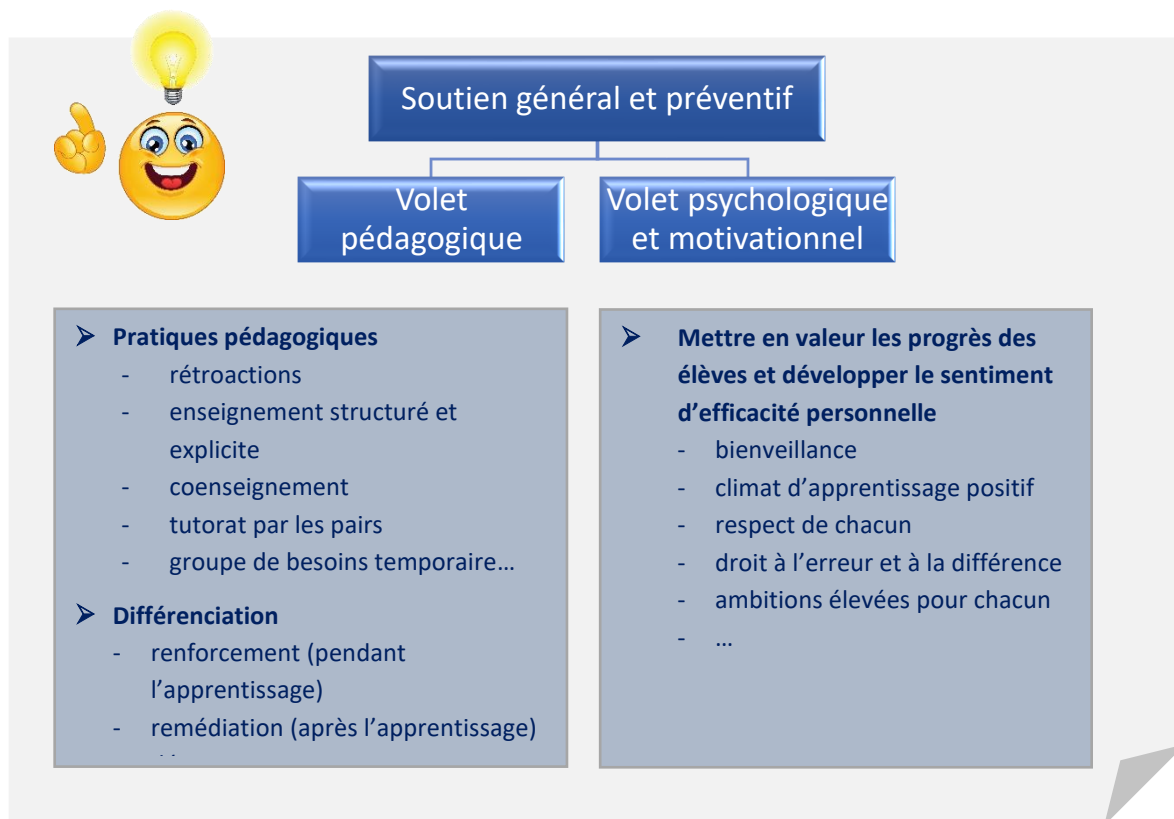 Soutien général et préventif
Volet
pédagogique
Volet psychologique
et motivationnel
➢ Pratiques pédagogiques
- rétroactions
- enseignement structuré et
explicite
- coenseignement
- tutorat par les pairs
- groupe de besoins temporaire…
➢ Différenciation
- renforcement (pendant
l’apprentissage)
- remédiation (après l’apprentissage)
➢ Mettre en valeur les progrès des
élèves et développer le sentiment
d’efficacité personnelle
- bienveillance
- climat d’apprentissage positif
- respect de chacun
- droit à l’erreur et à la différence
- ambitions élevées pour chacun
- …